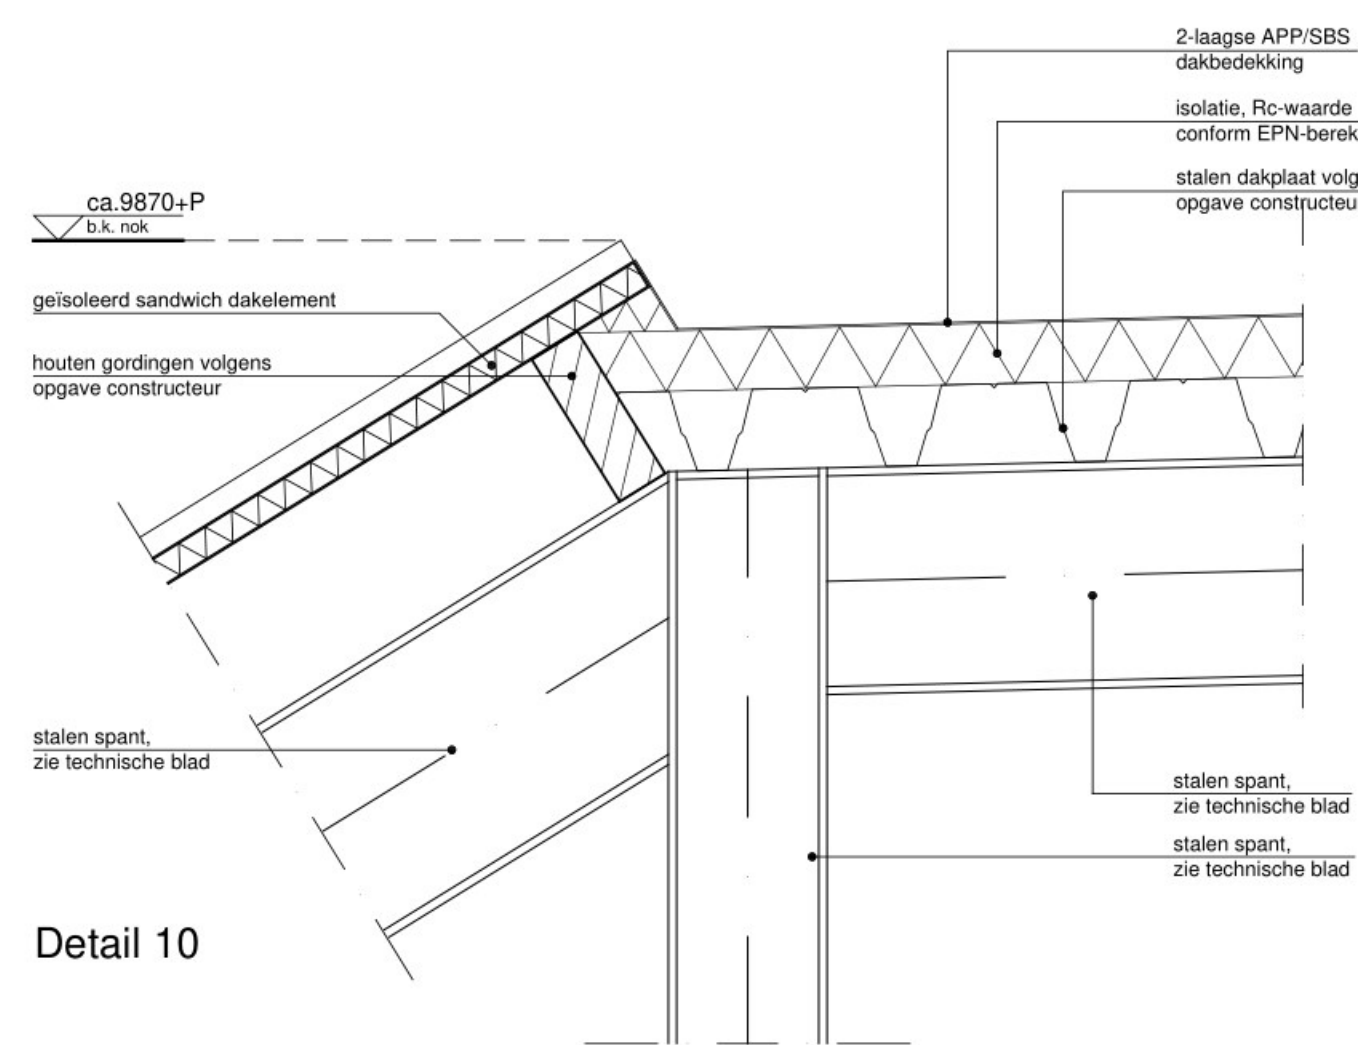 2-laagse APP/SBS
dakbedekking
isolatie, Rc-waarde
conform EPN-berek
stalen dakplaat volg
opgave constructeu
ca.9870+P
b.k. nok
geïsoleerd sandwich dakelement
houten gordingen volgens
opgave constructeur
stalen spant,
zie technische blad
stalen spant,
zie technische blad
stalen spant,
zie technische blad
Detail 10